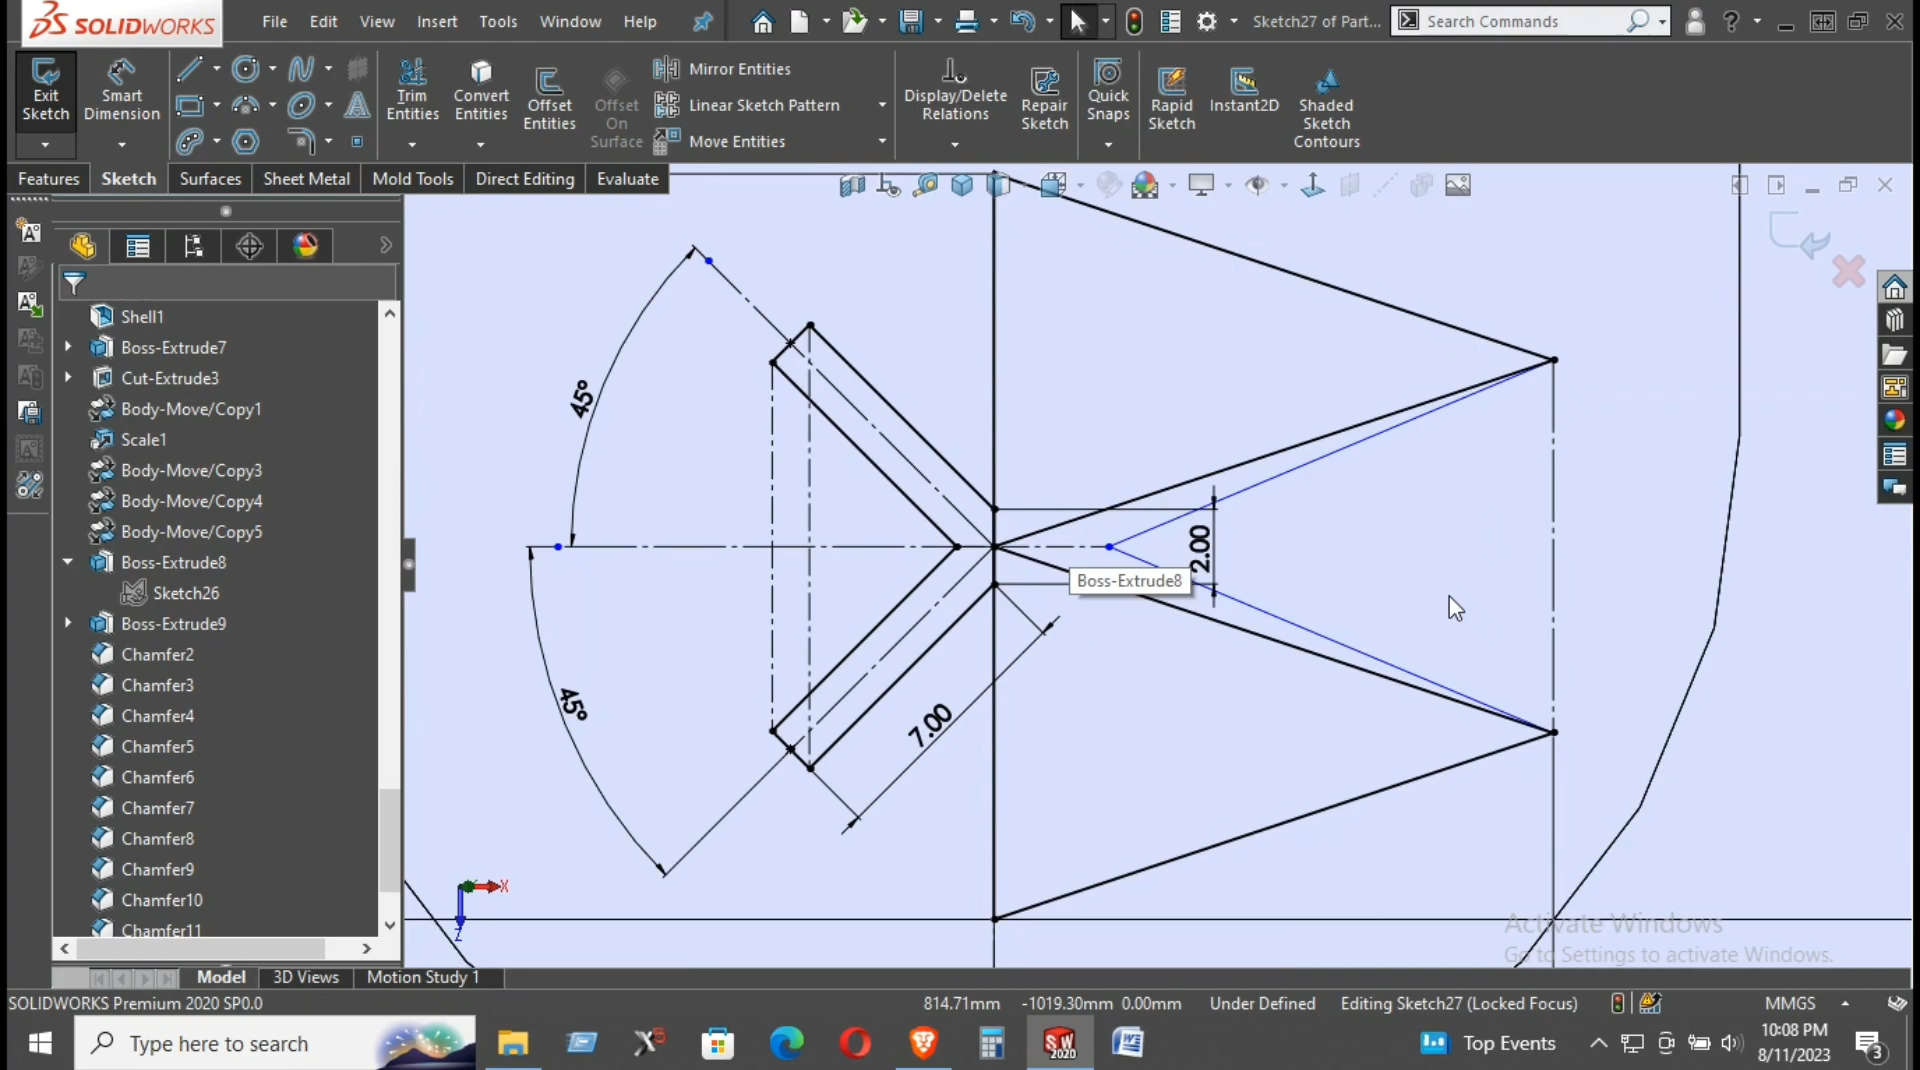 SOLIDWORKS File Edit View Insert Tools Window Help Sketch27 of Part... Search Commands ?
Exit Sketch
Smart Dimension
Trim Entities
Convert Entities
Offset Entities
Offset On Surface
Mirror Entities
Linear Sketch Pattern
Move Entities
Display/Delete Relations
Repair Sketch
Quick Snaps
Rapid Sketch
Instant2D
Shaded Sketch Contours
Features Sketch Surfaces Sheet Metal Mold Tools Direct Editing Evaluate
Shell1
Boss-Extrude7
Cut-Extrude3
Body-Move/Copy1
Scale1
Body-Move/Copy3
Body-Move/Copy4
Body-Move/Copy5
Boss-Extrude8
Sketch26
Boss-Extrude9
Chamfer2
Chamfer3
Chamfer4
Chamfer5
Chamfer6
Chamfer7
Chamfer8
Chamfer9
Chamfer10
Chamfer11
45°
45°
2.00
7.00
Boss-Extrude8
X
Z
Activate Windows
Go to Settings to activate Windows.
Model 3D Views Motion Study 1
SOLIDWORKS Premium 2020 SP0.0 814.71mm -1019.30mm 0.00mm Under Defined Editing Sketch27 (Locked Focus) MMGS
Type here to search SW 2020 Top Events 10:08 PM
8/11/2023 3